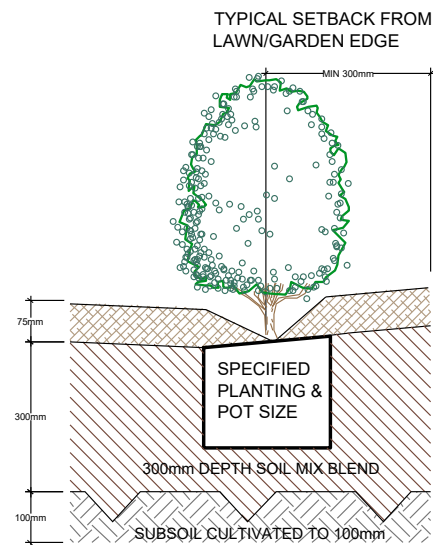 TYPICAL SETBACK FROM
LAWN/GARDEN EDGE
MIN 300mm
75mm
SPECIFIED
PLANTING &
POT SIZE
300mm
300mm DEPTH SOIL MIX BLEND
100mm
SUBSOIL CULTIVATED TO 100mm